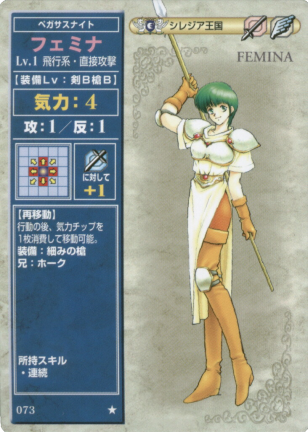 ペガサスナイト
フェミナ
Lv.1 飛行系・直接攻撃
【装備Lv:剣B槍B】
気力:4
攻:1/反:1
に対して
+1
【再移動】
行動の後、気力チップを
1枚消費して移動可能。
装備:細みの槍
兄:ホーク
所持スキル
・連続
073
★
シレジア王国
FEMINA